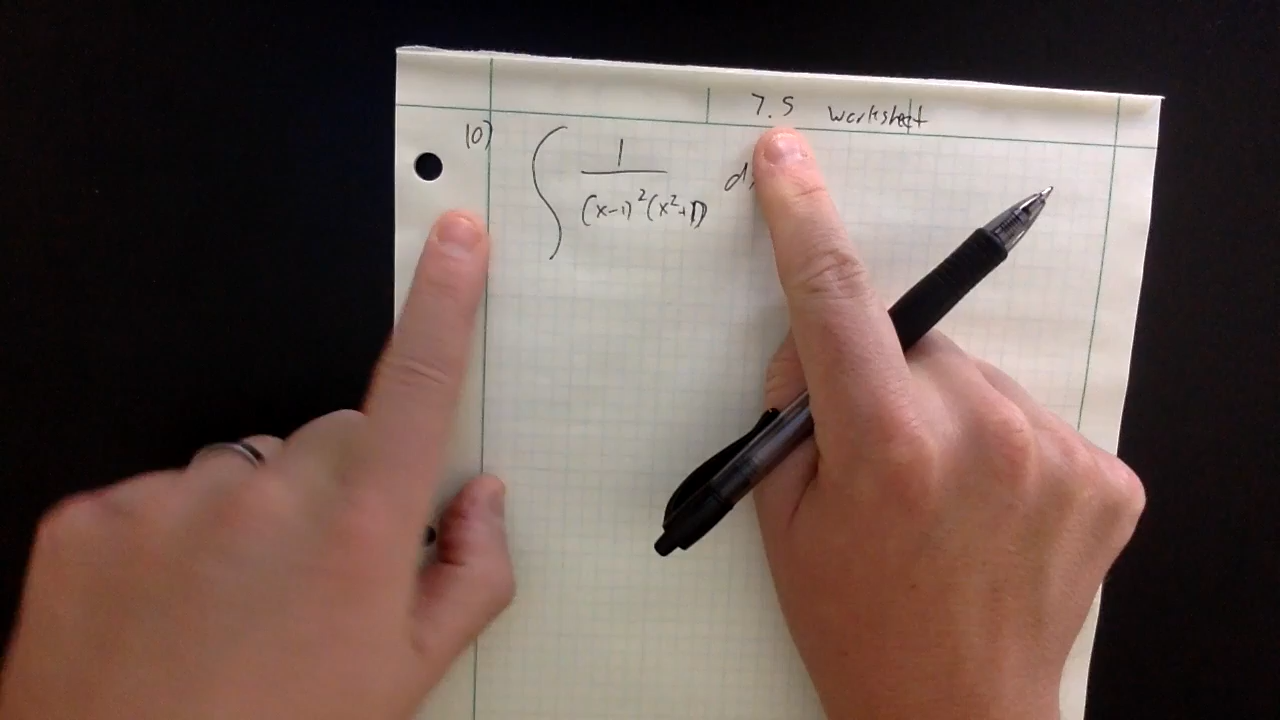 7.5 Worksheet
10) ∫ 1/((x-1)²(x²+1)) d